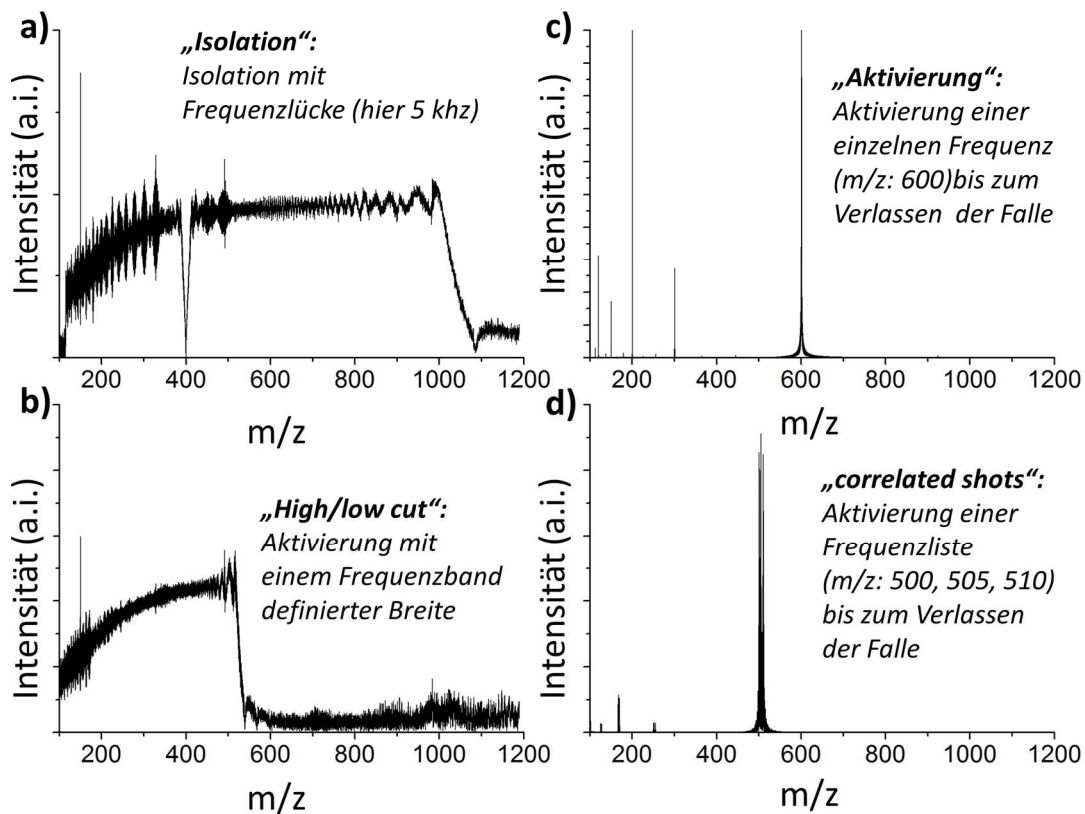 a)
„Isolation“:
Isolation mit
Frequenzlücke (hier 5 khz)
Intensität (a.i.)
200 400 600 800 1000 1200
m/z
b)
„High/low cut“:
Aktivierung mit
einem Frequenzband
definierter Breite
Intensität (a.i.)
200 400 600 800 1000 1200
m/z
c)
„Aktivierung“:
Aktivierung einer
einzelnen Frequenz
(m/z: 600)bis zum
Verlassen der Falle
Intensität (a.i.)
200 400 600 800 1000 1200
m/z
d)
„correlated shots“:
Aktivierung einer
Frequenzliste
(m/z: 500, 505, 510)
bis zum Verlassen
der Falle
Intensität (a.i.)
200 400 600 800 1000 1200
m/z